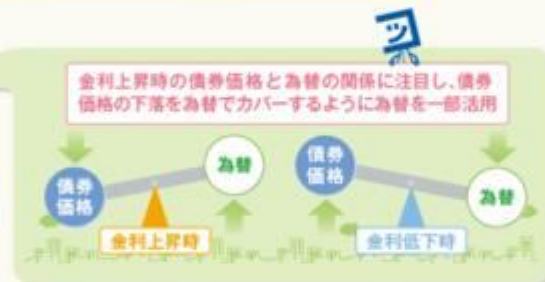 ツ
金利上昇時の債券価格と為替の関係に注目し、債券
価格の下落を為替でカバーするように為替を一部活用
債券
価格
為替
金利上昇時
債券
価格
為替
金利低下時